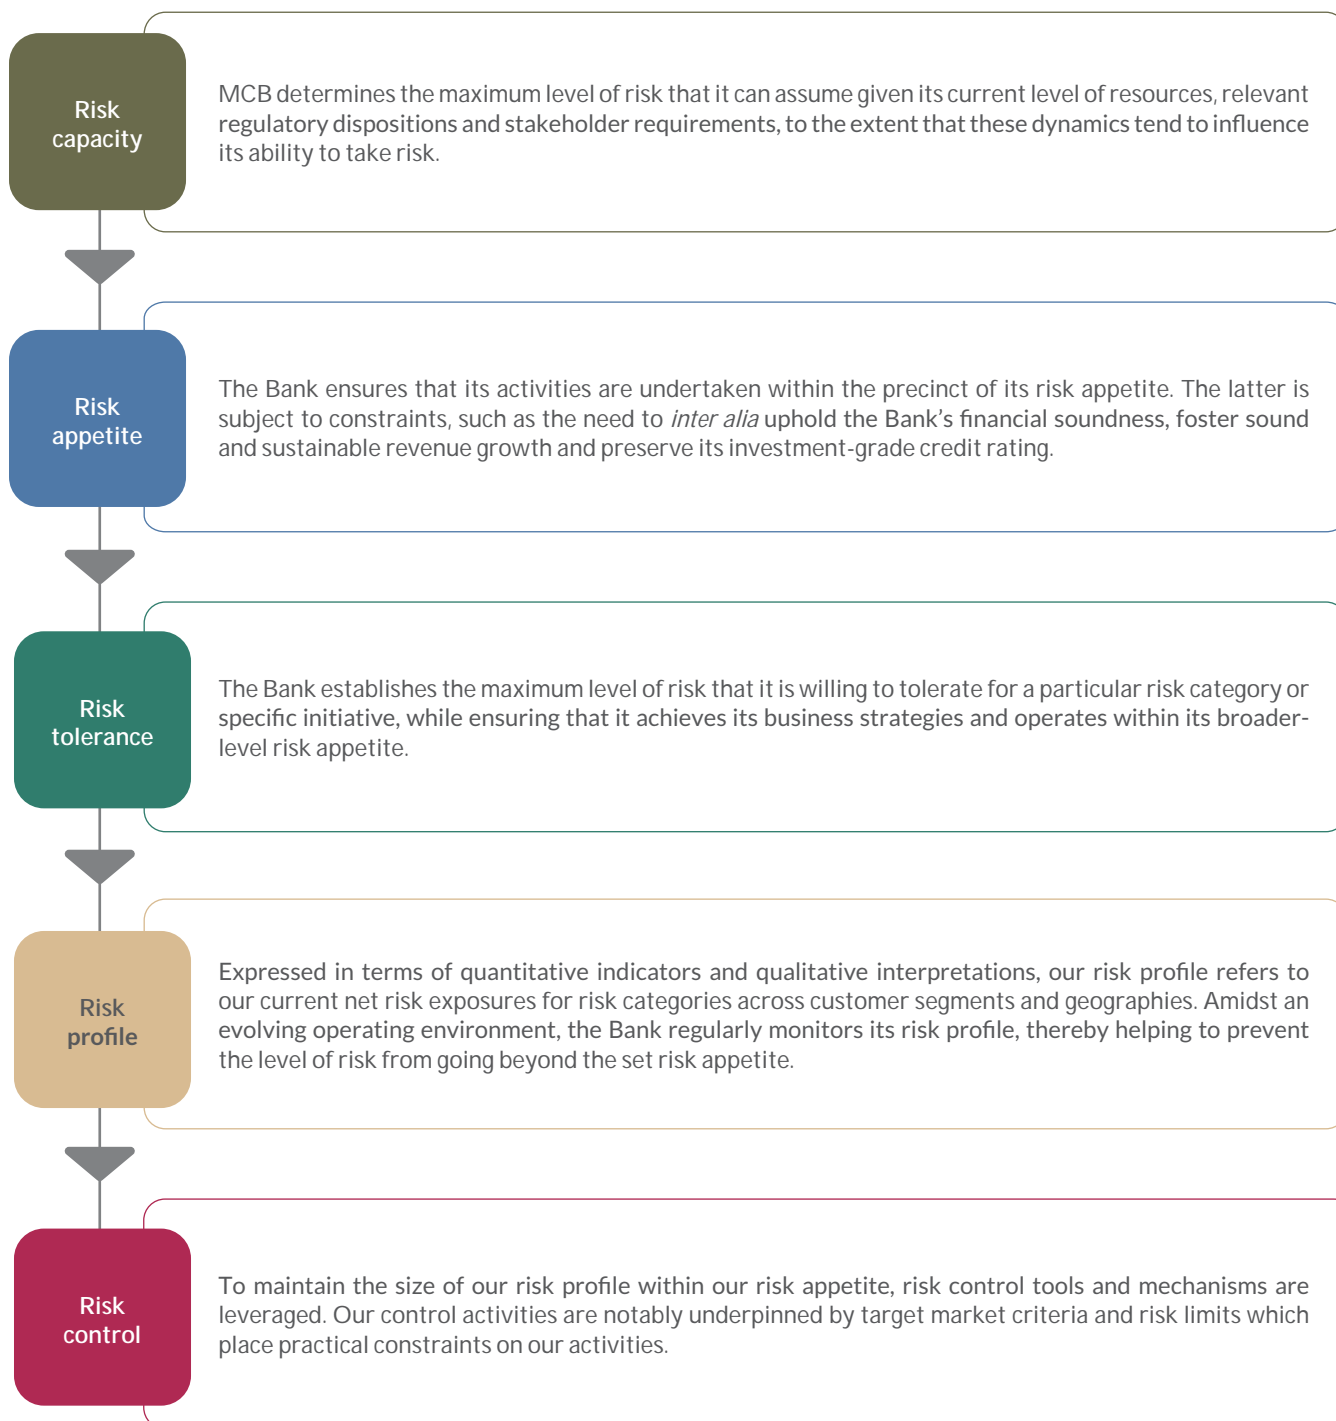 Risk
capacity
MCB determines the maximum level of risk that it can assume given its current level of resources, relevant
regulatory dispositions and stakeholder requirements, to the extent that these dynamics tend to influence
its ability to take risk.
Risk
appetite
The Bank ensures that its activities are undertaken within the precinct of its risk appetite. The latter is
subject to constraints, such as the need to inter alia uphold the Bank's financial soundness, foster sound
and sustainable revenue growth and preserve its investment-grade credit rating.
Risk
tolerance
The Bank establishes the maximum level of risk that it is willing to tolerate for a particular risk category or
specific initiative, while ensuring that it achieves its business strategies and operates within its broader-
level risk appetite.
Risk
profile
Expressed in terms of quantitative indicators and qualitative interpretations, our risk profile refers to
our current net risk exposures for risk categories across customer segments and geographies. Amidst an
evolving operating environment, the Bank regularly monitors its risk profile, thereby helping to prevent
the level of risk from going beyond the set risk appetite.
Risk
control
To maintain the size of our risk profile within our risk appetite, risk control tools and mechanisms are
leveraged. Our control activities are notably underpinned by target market criteria and risk limits which
place practical constraints on our activities.